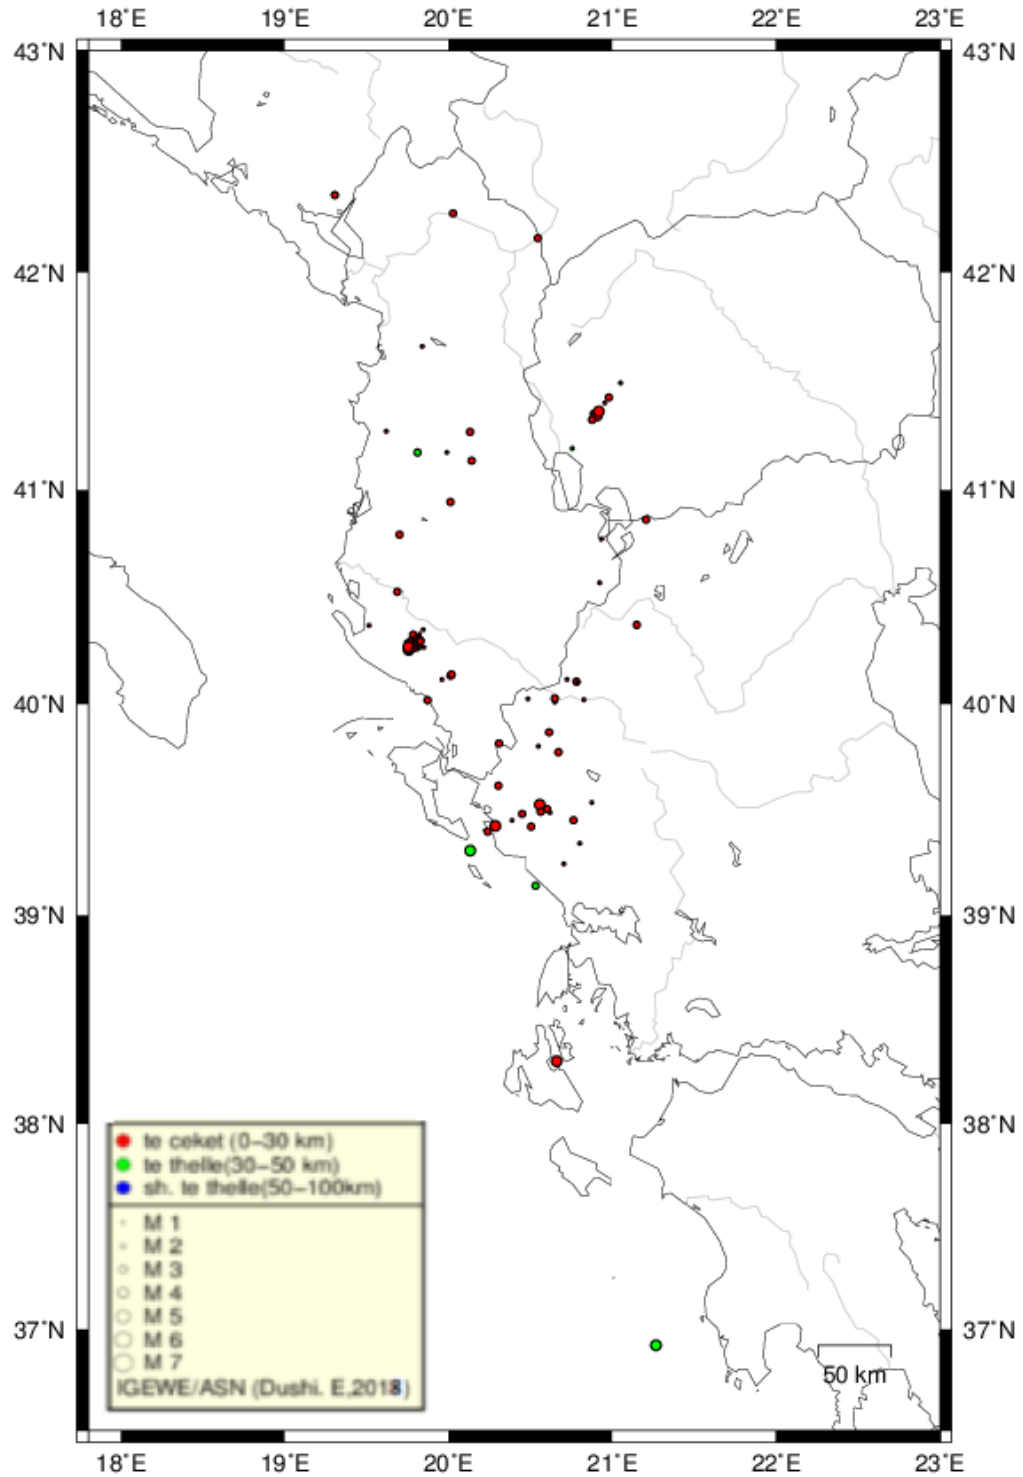 18°E 19°E 20°E 21°E 22°E 23°E
43°N 43°N
42°N 42°N
41°N 41°N
40°N 40°N
39°N 39°N
38°N 38°N
37°N 37°N
te ceket (0–30 km)
te thelle(30–50 km)
sh. te thelle(50–100km)
M 1
M 2
M 3
M 4
M 5
M 6
M 7
IGEWE/ASN (Dushi. E,2018)
50 km
18°E 19°E 20°E 21°E 22°E 23°E